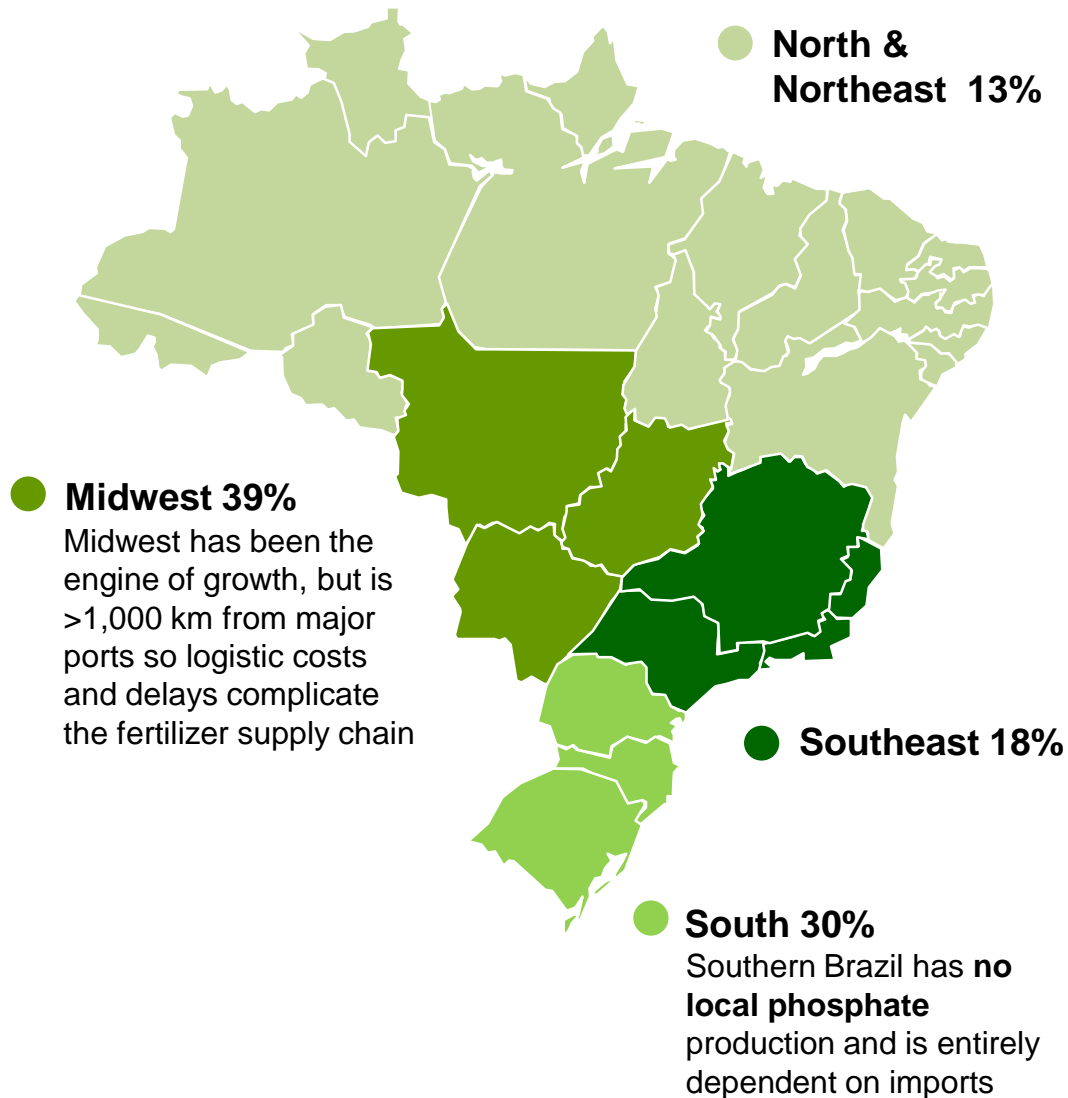 North &
Northeast 13%
Midwest 39%
Midwest has been the
engine of growth, but is
>1,000 km from major
ports so logistic costs
and delays complicate
the fertilizer supply chain
Southeast 18%
South 30%
Southern Brazil has no
local phosphate
production and is entirely
dependent on imports